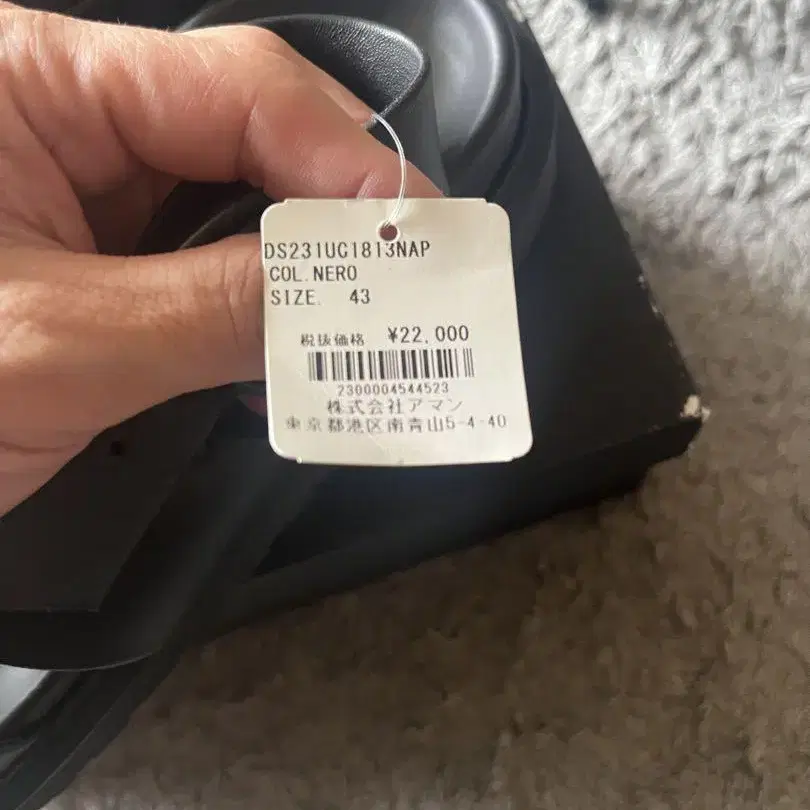 DS231UC1813NAP
COL.NERO
SIZE. 43
税抜価格 ¥22,000
2300004544523
株式会社アマン
東京都港区南青山5-4-40